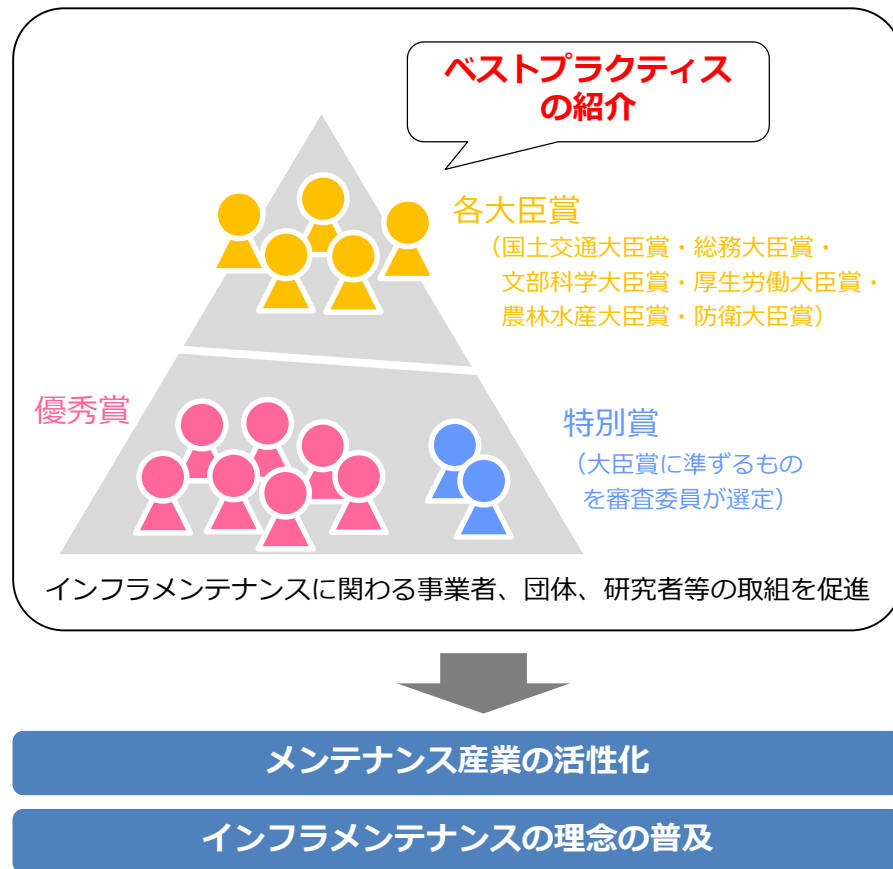 ベストプラクティス
の紹介
各大臣賞
（国土交通大臣賞・総務大臣賞・
文部科学大臣賞・厚生労働大臣賞・
農林水産大臣賞・防衛大臣賞）
優秀賞
特別賞
（大臣賞に準ずるもの
を審査委員が選定）
インフラメンテナンスに関わる事業者、団体、研究者等の取組を促進
メンテナンス産業の活性化
インフラメンテナンスの理念の普及